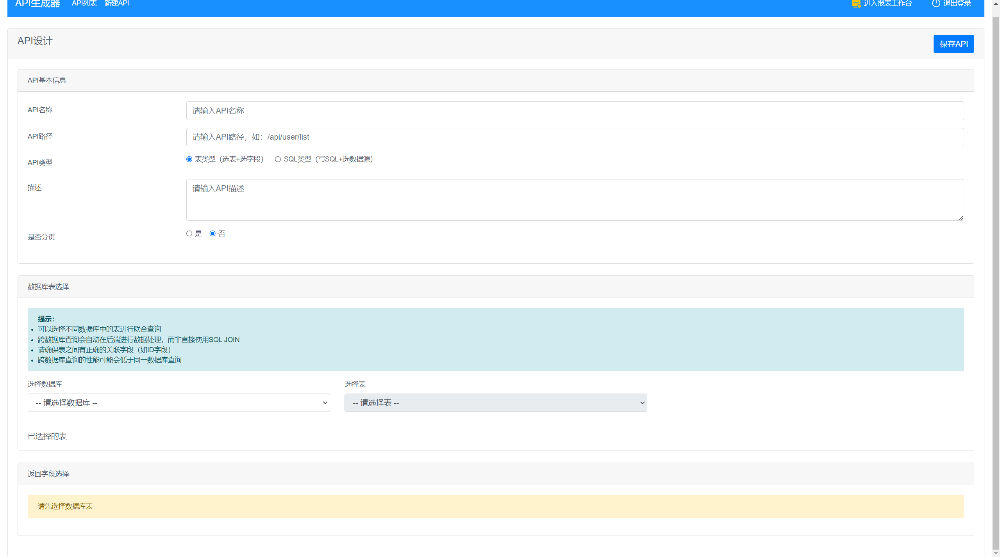 API生成器 API列表 新建API 进入报表工作台 退出登录
API设计
保存API
API基本信息
API名称
请输入API名称
API路径
请输入API路径，如：/api/user/list
API类型
表类型（选表+选字段） SQL类型（写SQL+选数据源）
描述
请输入API描述
是否分页
是 否
数据库表选择
提示：
可以选择不同数据库中的表进行联合查询
跨数据库查询会自动在后端进行数据处理，而非直接使用SQL JOIN
请确保表之间有正确的关联字段（如ID字段）
跨数据库查询的性能可能会低于同一数据库查询
选择数据库 选择表
-- 请选择数据库 -- -- 请选择表 --
已选择的表
返回字段选择
请先选择数据库表